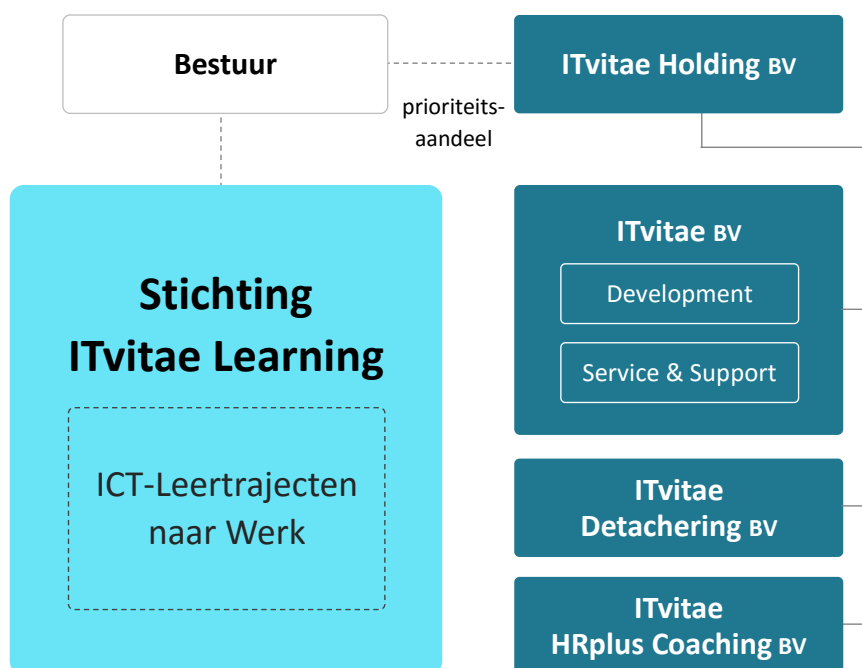 Bestuur
ITvitae Holding BV
prioriteits-
aandeel
Stichting
ITvitae Learning
ICT-Leertrajecten
naar Werk
ITvitae BV
Development
Service & Support
ITvitae
Detachering BV
ITvitae
HRplus Coaching BV